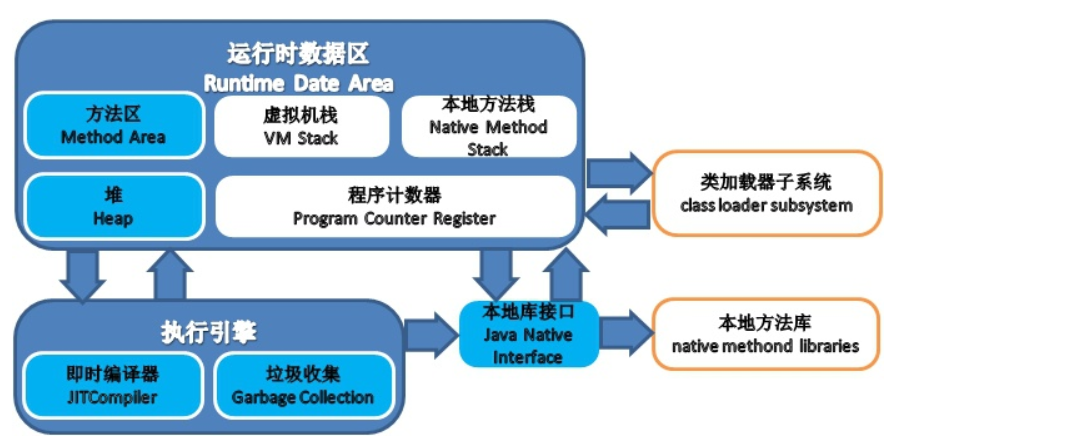 运行时数据区
Runtime Date Area
方法区
Method Area
虚拟机栈
VM Stack
本地方法栈
Native Method
Stack
堆
Heap
程序计数器
Program Counter Register
类加载器子系统
class loader subsystem
执行引擎
即时编译器
JITCompiler
垃圾收集
Garbage Collection
本地库接口
Java Native
Interface
本地方法库
native methond libraries